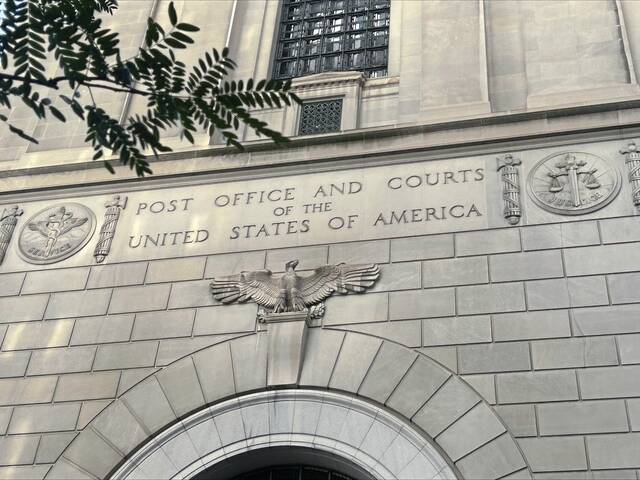 POST OFFICE AND COURTS
OF THE
UNITED STATES OF AMERICA